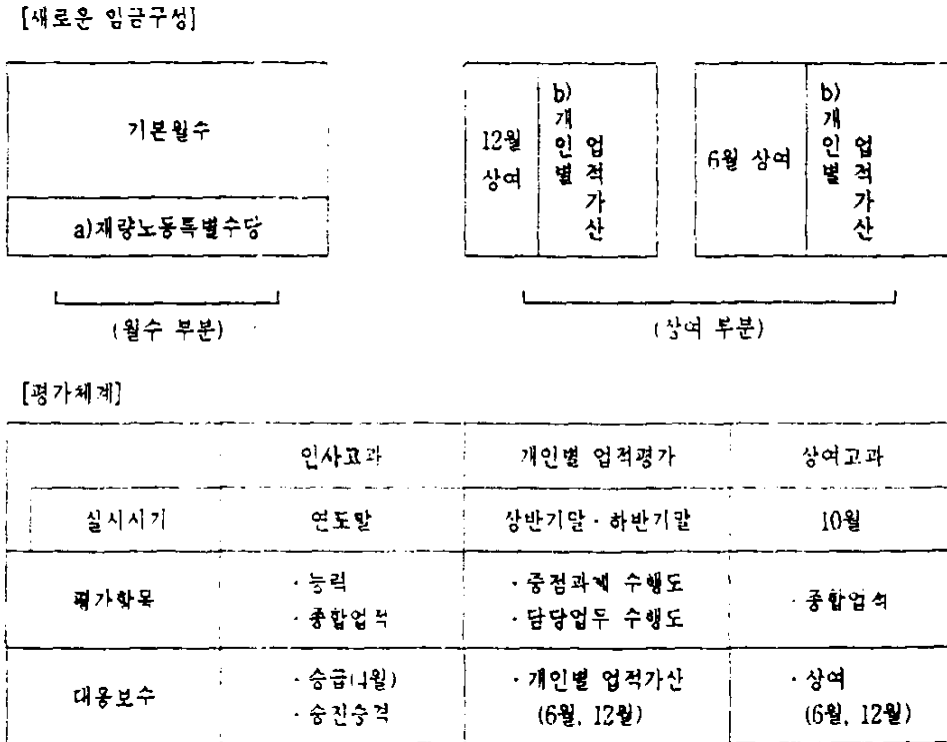 [새로운 임금구성]
기본월수
a)재량노동특별수당
(월수 부분)
12월
상여
b)
개인별
업적가산
6월 상여
b)
개인별
업적가산
(상여 부분)
[평가체계]
인사고과 개인별 업적평가 상여고과
실시시기 연도말 상반기말 · 하반기말 10월
평가항목
· 능력
· 종합업적
· 중점과제 수행도
· 담당업무 수행도
· 종합업적
대응보수
· 승급(4월)
· 승진승격
· 개인별 업적가산
(6월, 12월)
· 상여
(6월, 12월)